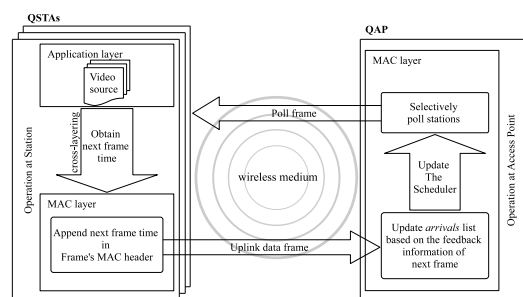 QSTAs
Application layer
Video
source
cross-layering
Obtain
next frame
time
Operation at Station
MAC layer
Append next frame time
in
Frame's MAC header
Poll frame
wireless medium
Uplink data frame
QAP
MAC layer
Selectively
poll stations
Update
The
Scheduler
Update arrivals list
based on the feedback
information of
next frame
Operation at Access Point